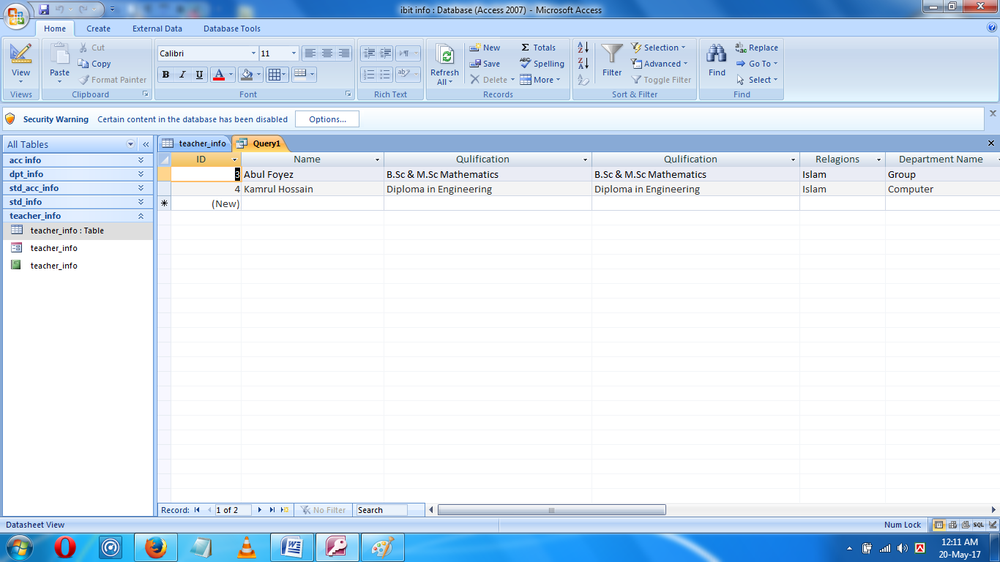 ibit info : Database (Access 2007) - Microsoft Access
Home Create External Data Database Tools
View Paste Cut Copy Format Painter
Calibri 11
B I U A
Refresh All New Save Delete Σ Totals Spelling More
Filter Selection Advanced Toggle Filter
Find Replace Go To Select
Views Clipboard Font Rich Text Records Sort & Filter Find
Security Warning Certain content in the database has been disabled Options...
All Tables «
acc info
dpt_info
std_acc_info
std_info
teacher_info
teacher_info : Table
teacher_info
teacher_info
teacher_info Query1
ID Name Qulification Qulification Relagions Department Name
3 Abul Foyez B.Sc & M.Sc Mathematics B.Sc & M.Sc Mathematics Islam Group
4 Kamrul Hossain Diploma in Engineering Diploma in Engineering Islam Computer
(New)
Record: 1 of 2 No Filter Search
Datasheet View Num Lock SQL
12:11 AM
20-May-17